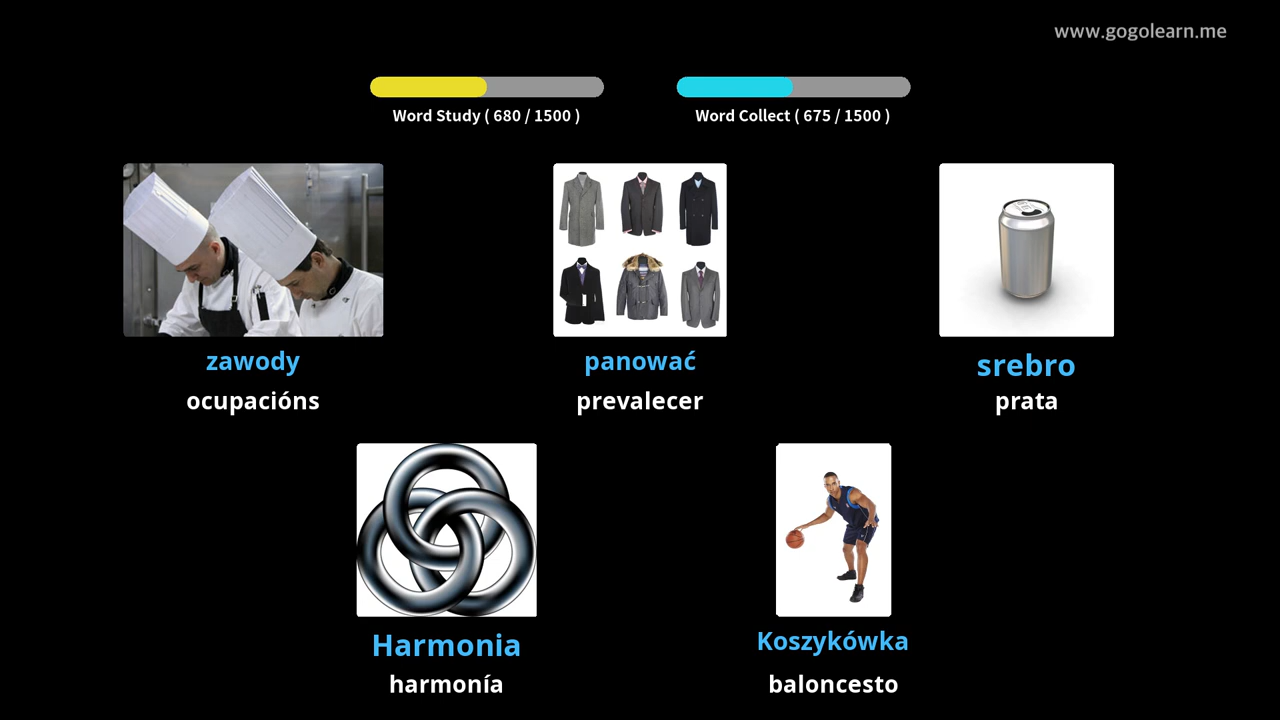 www.gogolearn.me
Word Study ( 680 / 1500 )
Word Collect ( 675 / 1500 )
zawody
ocupacións
panować
prevalecer
srebro
prata
Harmonia
harmonía
Koszykówka
baloncesto